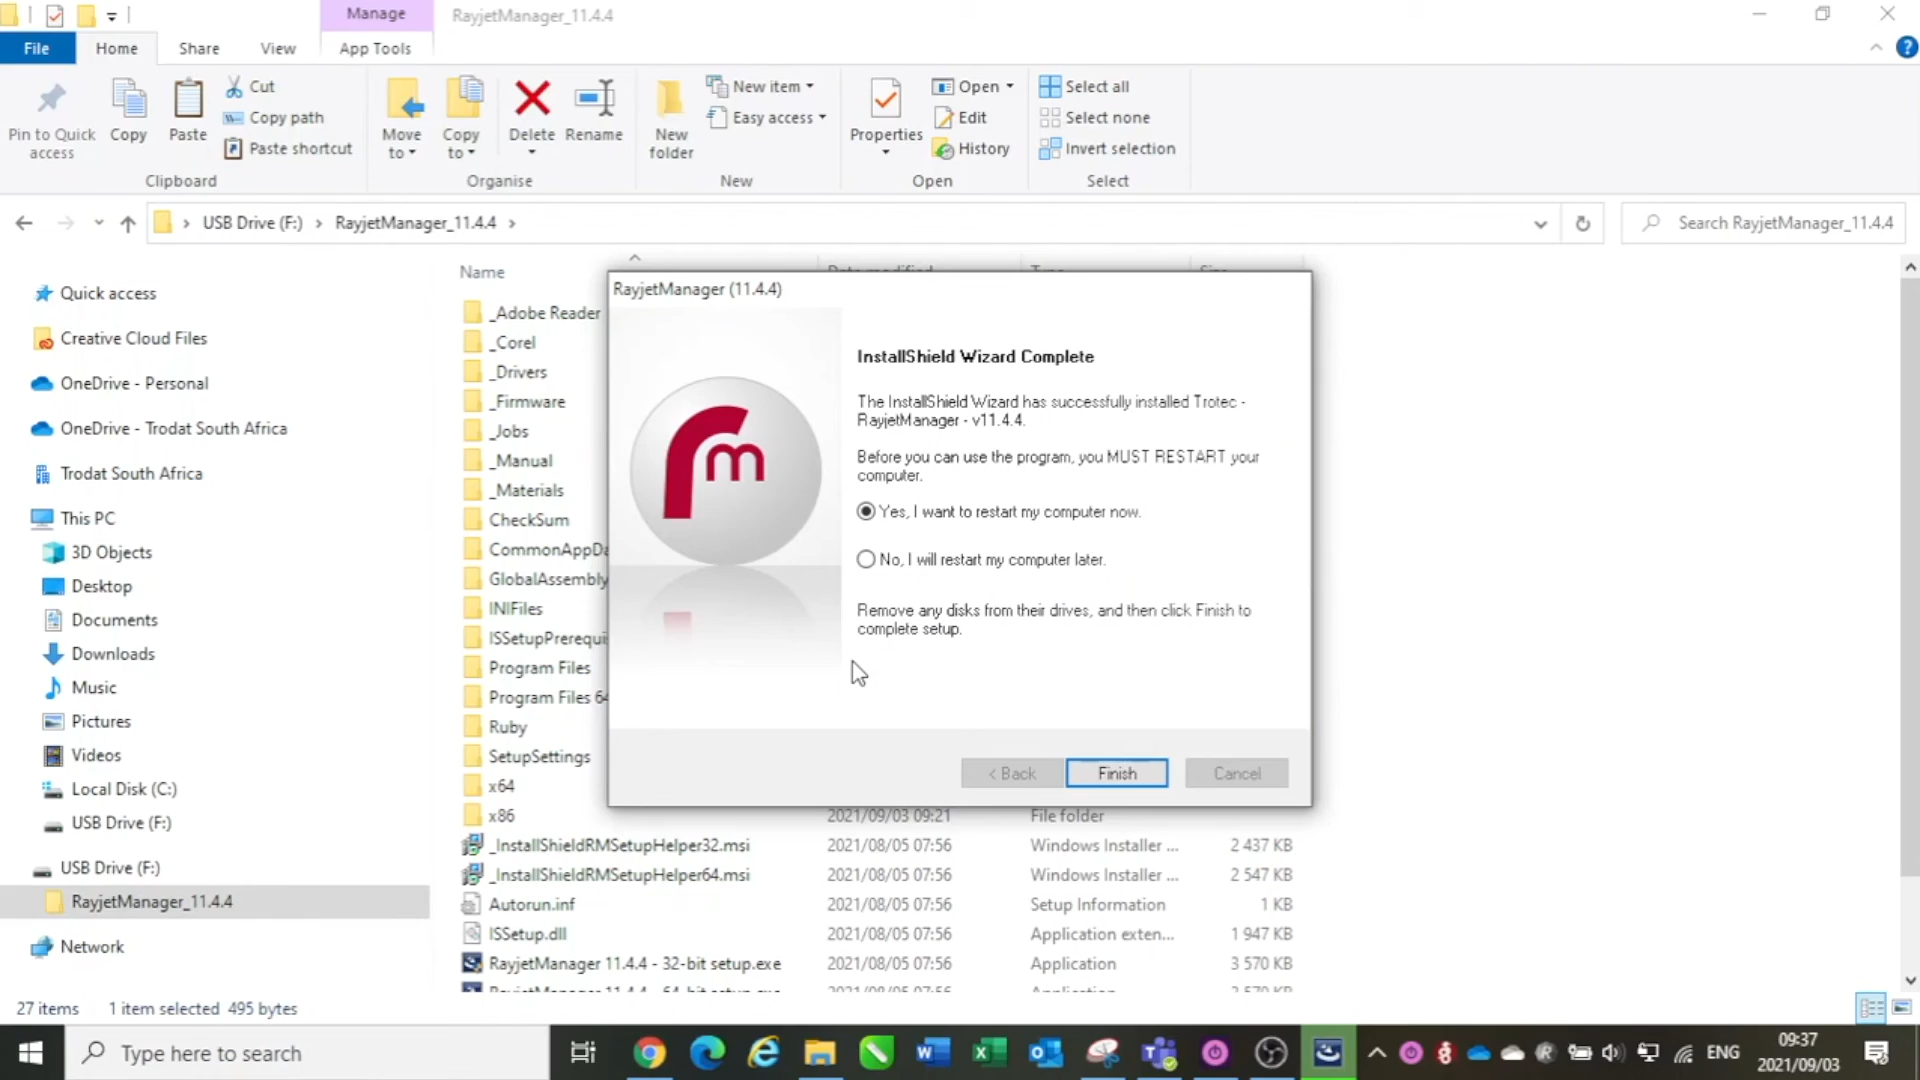 Manage
RayjetManager_11.4.4
File
Home
Share
View
App Tools
Pin to Quick
access
Copy
Paste
Cut
Copy path
Paste shortcut
Clipboard
Move
to
Copy
to
Delete
Rename
Organise
New
folder
New item
Easy access
New
Properties
Open
Edit
History
Open
Select all
Select none
Invert selection
Select
USB Drive (F:)
RayjetManager_11.4.4
Search RayjetManager_11.4.4
Quick access
Creative Cloud Files
OneDrive - Personal
OneDrive - Trodat South Africa
Trodat South Africa
This PC
3D Objects
Desktop
Documents
Downloads
Music
Pictures
Videos
Local Disk (C:)
USB Drive (F:)
USB Drive (F:)
RayjetManager_11.4.4
Network
Name
_Adobe Reader
_Corel
_Drivers
_Firmware
_Jobs
_Manual
_Materials
CheckSum
CommonAppDa
GlobalAssembly
INIFiles
ISSetupPrerequi
Program Files
Program Files 64
Ruby
SetupSettings
x64
x86 2021/09/03 09:21 File folder
_InstallShieldRMSetupHelper32.msi 2021/08/05 07:56 Windows Installer ... 2 437 KB
_InstallShieldRMSetupHelper64.msi 2021/08/05 07:56 Windows Installer ... 2 547 KB
Autorun.inf 2021/08/05 07:56 Setup Information 1 KB
ISSetup.dll 2021/08/05 07:56 Application exten... 1 947 KB
RayjetManager 11.4.4 - 32-bit setup.exe 2021/08/05 07:56 Application 3 570 KB
RayjetManager (11.4.4)
rm
InstallShield Wizard Complete
The InstallShield Wizard has successfully installed Trotec -
RayjetManager - v11.4.4.
Before you can use the program, you MUST RESTART your
computer.
Yes, I want to restart my computer now.
No, I will restart my computer later.
Remove any disks from their drives, and then click Finish to
complete setup.
< Back
Finish
Cancel
27 items
1 item selected 495 bytes
Type here to search
ENG
09:37
2021/09/03